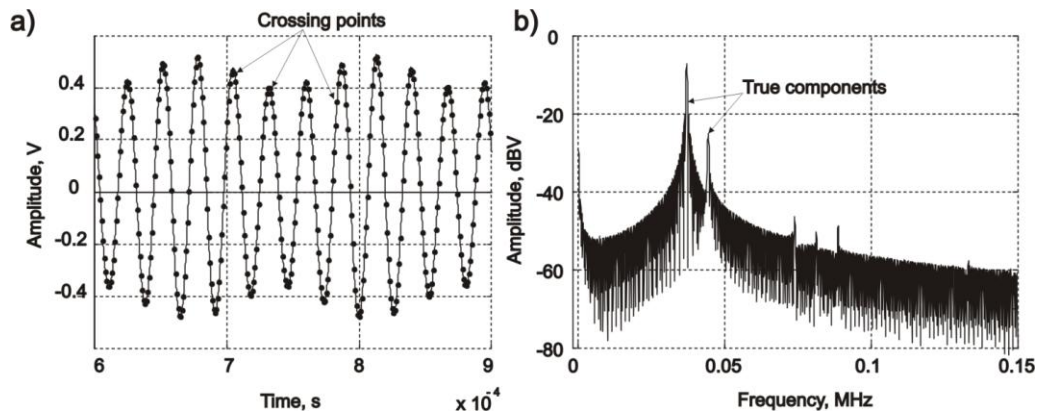 a)
Crossing points
Amplitude, V
0.4
0.2
0
-0.2
-0.4
6
7
8
9
Time, s
x 10⁻⁴
b)
True components
Amplitude, dBV
0
-20
-40
-60
-80
0
0.05
0.1
0.15
Frequency, MHz